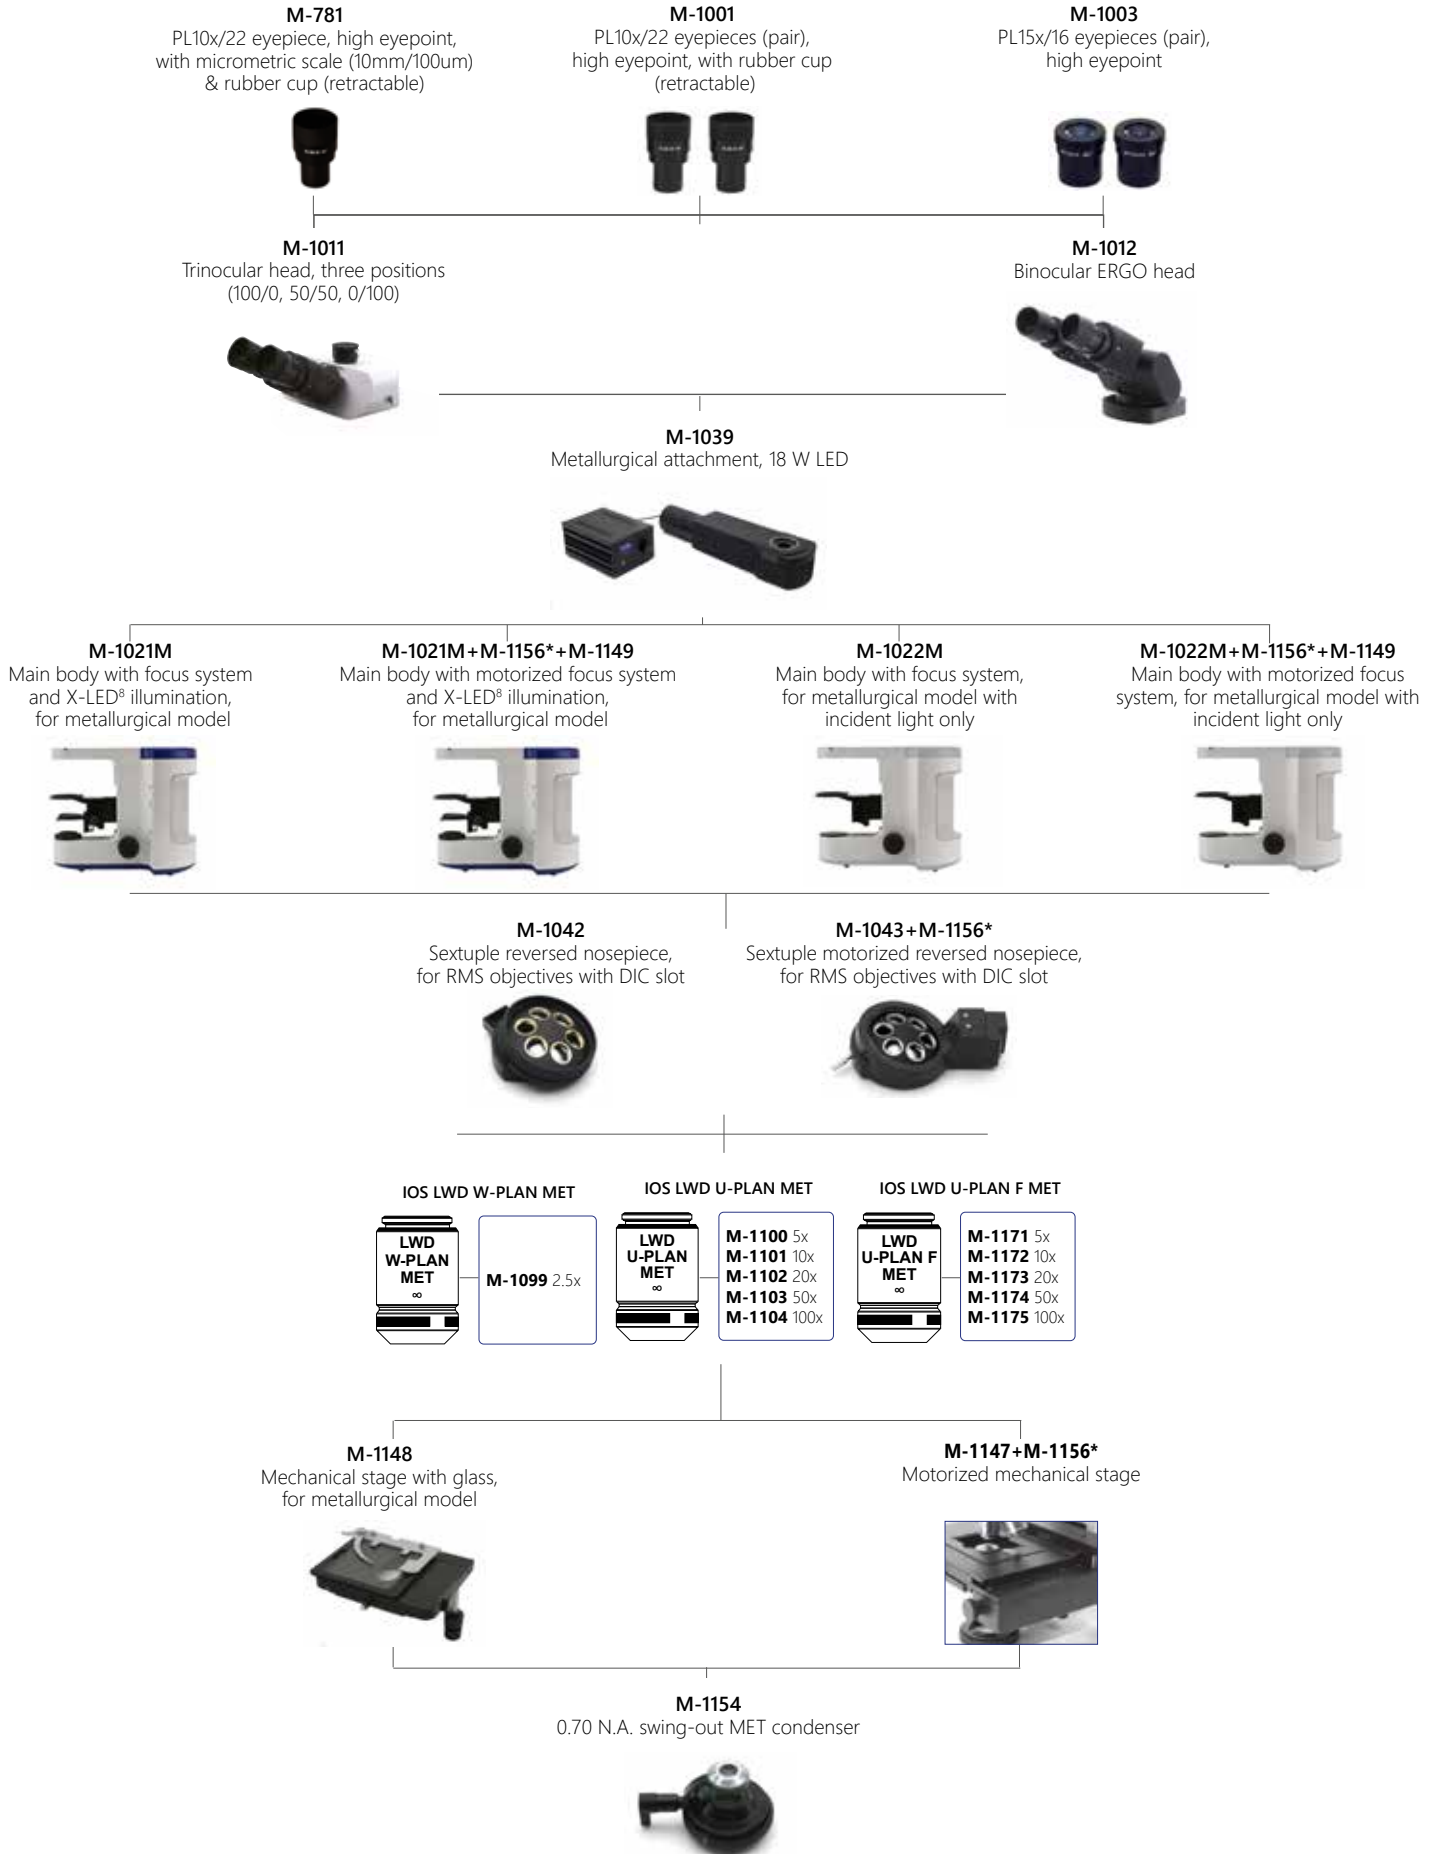 M-781
PL10x/22 eyepiece, high eyepoint,
with micrometric scale (10mm/100um)
& rubber cup (retractable)
M-1001
PL10x/22 eyepieces (pair),
high eyepoint, with rubber cup
(retractable)
M-1003
PL15x/16 eyepieces (pair),
high eyepoint
M-1011
Trinocular head, three positions
(100/0, 50/50, 0/100)
M-1012
Binocular ERGO head
M-1039
Metallurgical attachment, 18 W LED
M-1021M
Main body with focus system
and X-LED⁸ illumination,
for metallurgical model
M-1021M+M-1156*+M-1149
Main body with motorized focus system
and X-LED⁸ illumination,
for metallurgical model
M-1022M
Main body with focus system,
for metallurgical model with
incident light only
M-1022M+M-1156*+M-1149
Main body with motorized focus
system, for metallurgical model with
incident light only
M-1042
Sextuple reversed nosepiece,
for RMS objectives with DIC slot
M-1043+M-1156*
Sextuple motorized reversed nosepiece,
for RMS objectives with DIC slot
IOS LWD W-PLAN MET
LWD
W-PLAN
MET
∞
M-1099 2.5x
IOS LWD U-PLAN MET
LWD
U-PLAN
MET
∞
M-1100 5x
M-1101 10x
M-1102 20x
M-1103 50x
M-1104 100x
IOS LWD U-PLAN F MET
LWD
U-PLAN F
MET
∞
M-1171 5x
M-1172 10x
M-1173 20x
M-1174 50x
M-1175 100x
M-1148
Mechanical stage with glass,
for metallurgical model
M-1147+M-1156*
Motorized mechanical stage
M-1154
0.70 N.A. swing-out MET condenser